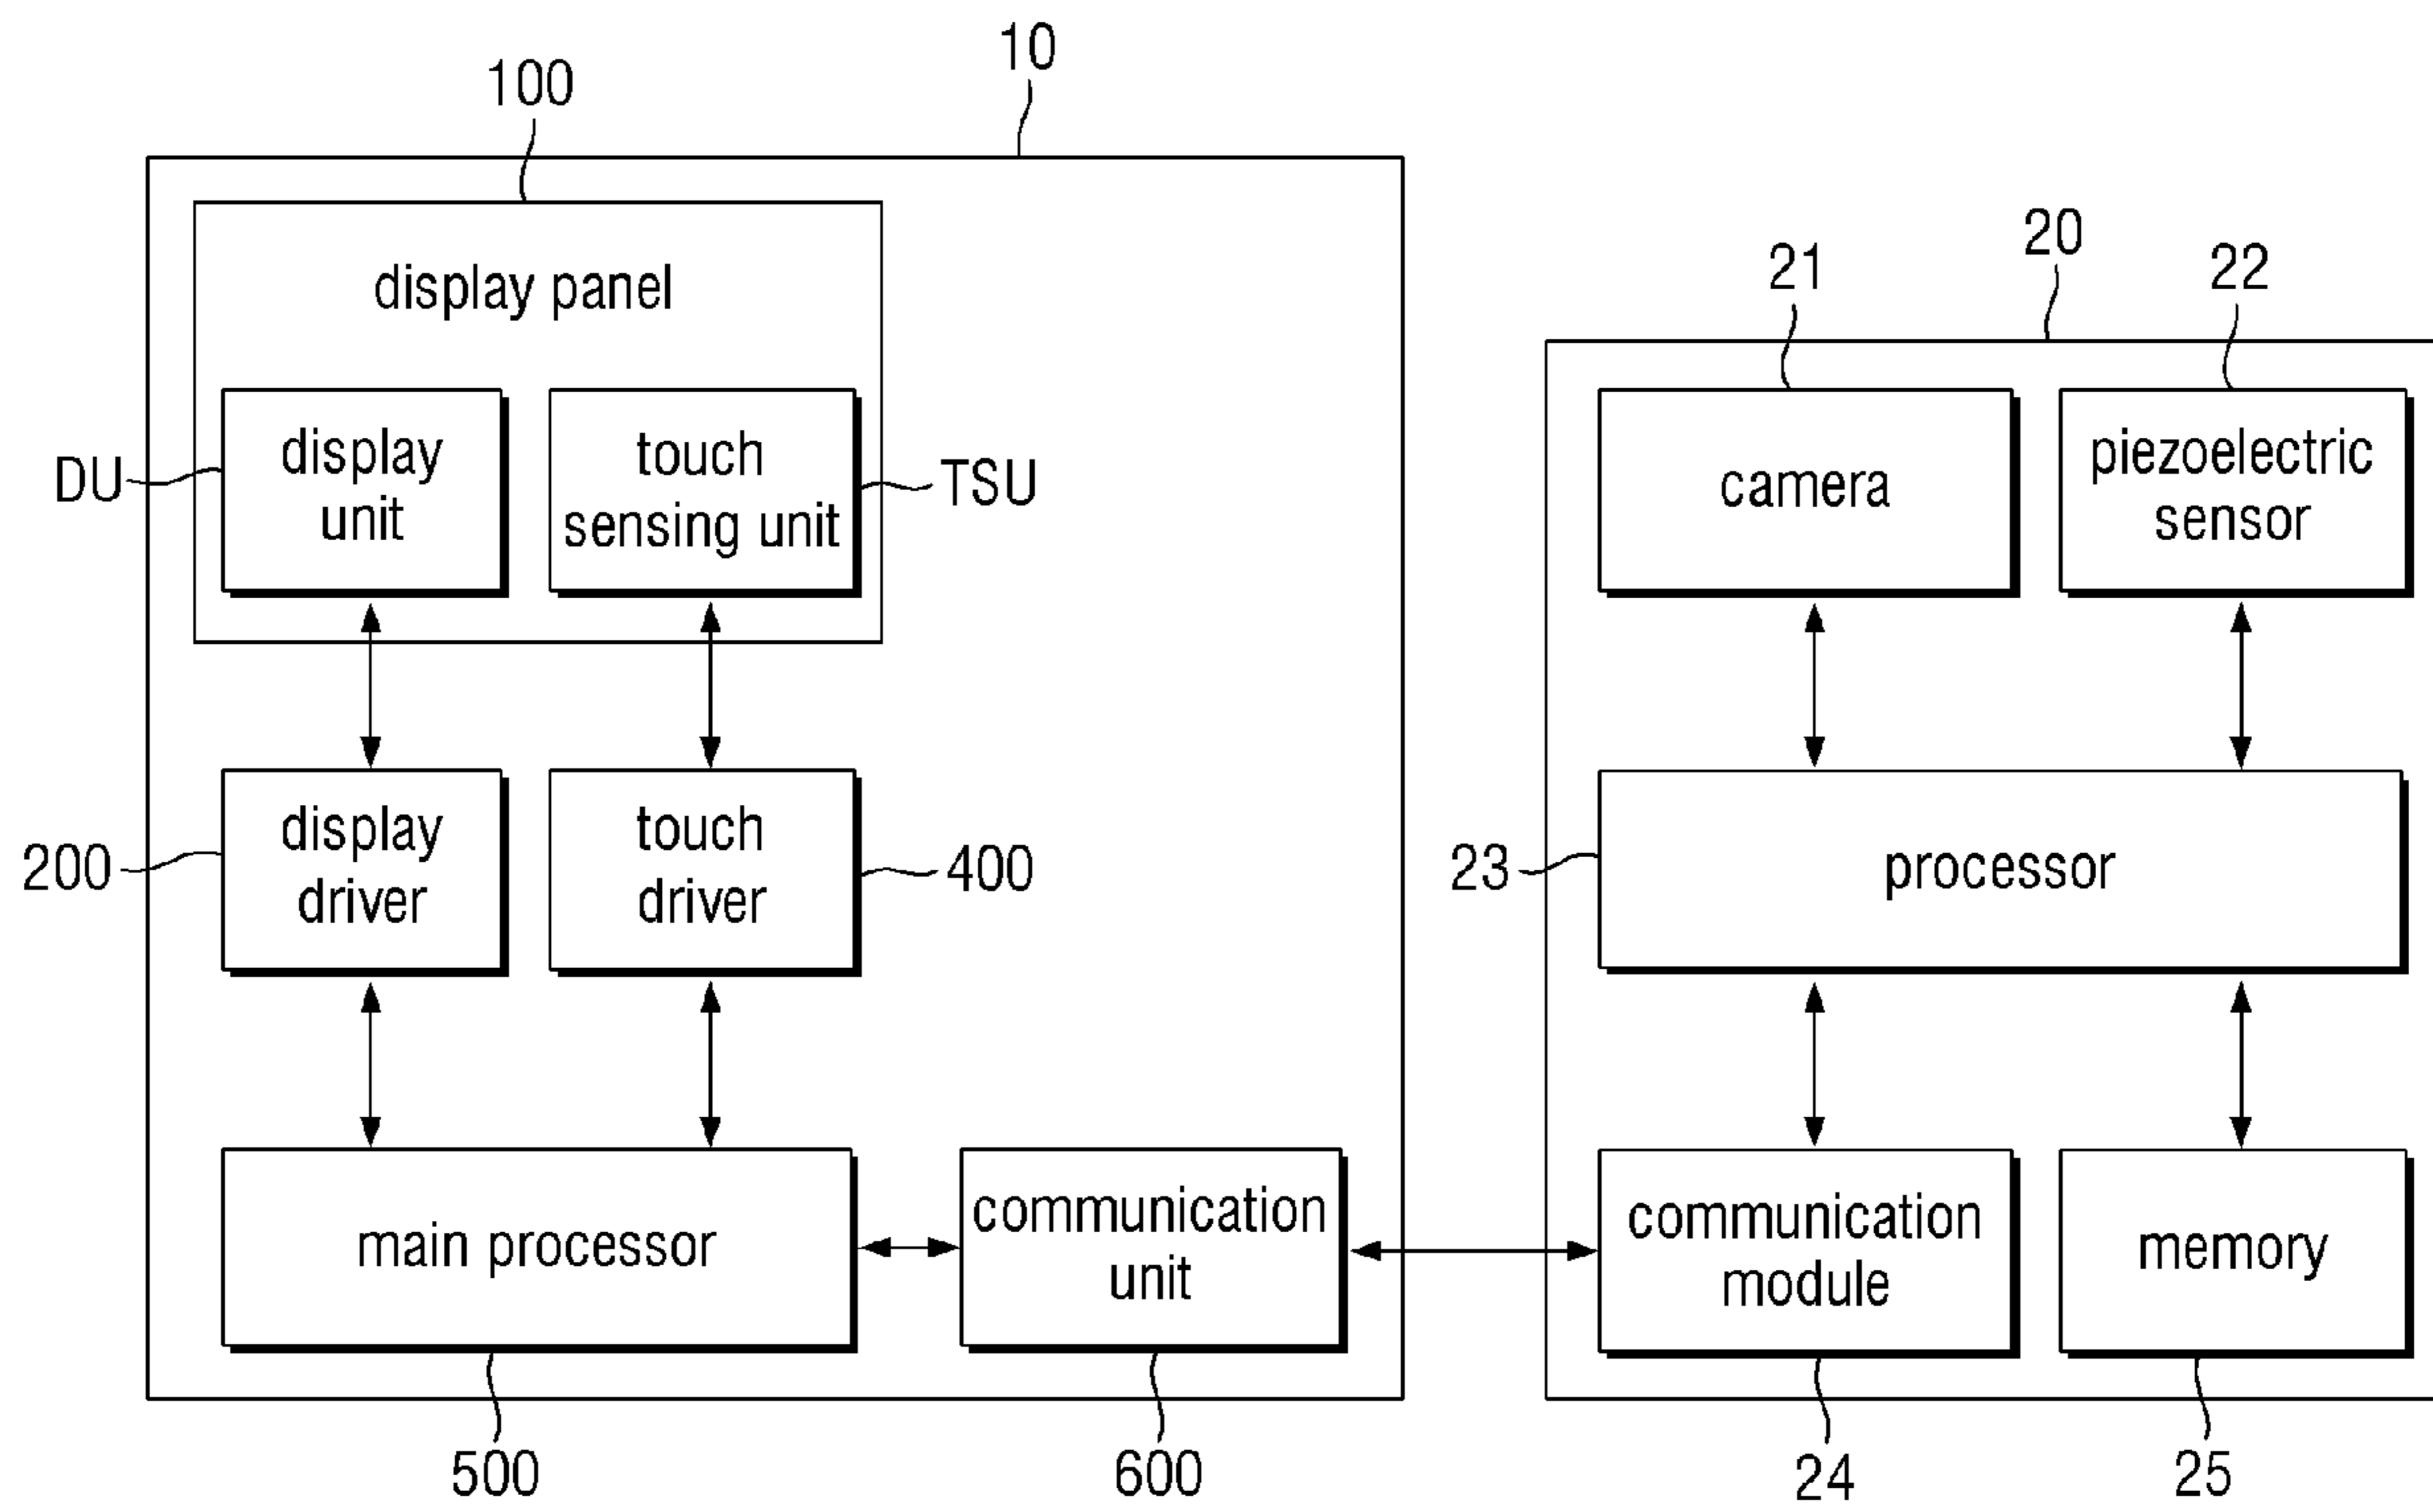 10
100
20
21
22
display panel
display
unit
touch
sensing unit
DU
TSU
camera
piezoelectric
sensor
display
driver
touch
driver
200
400
23
processor
main processor
communication
unit
communication
module
memory
500
600
24
25